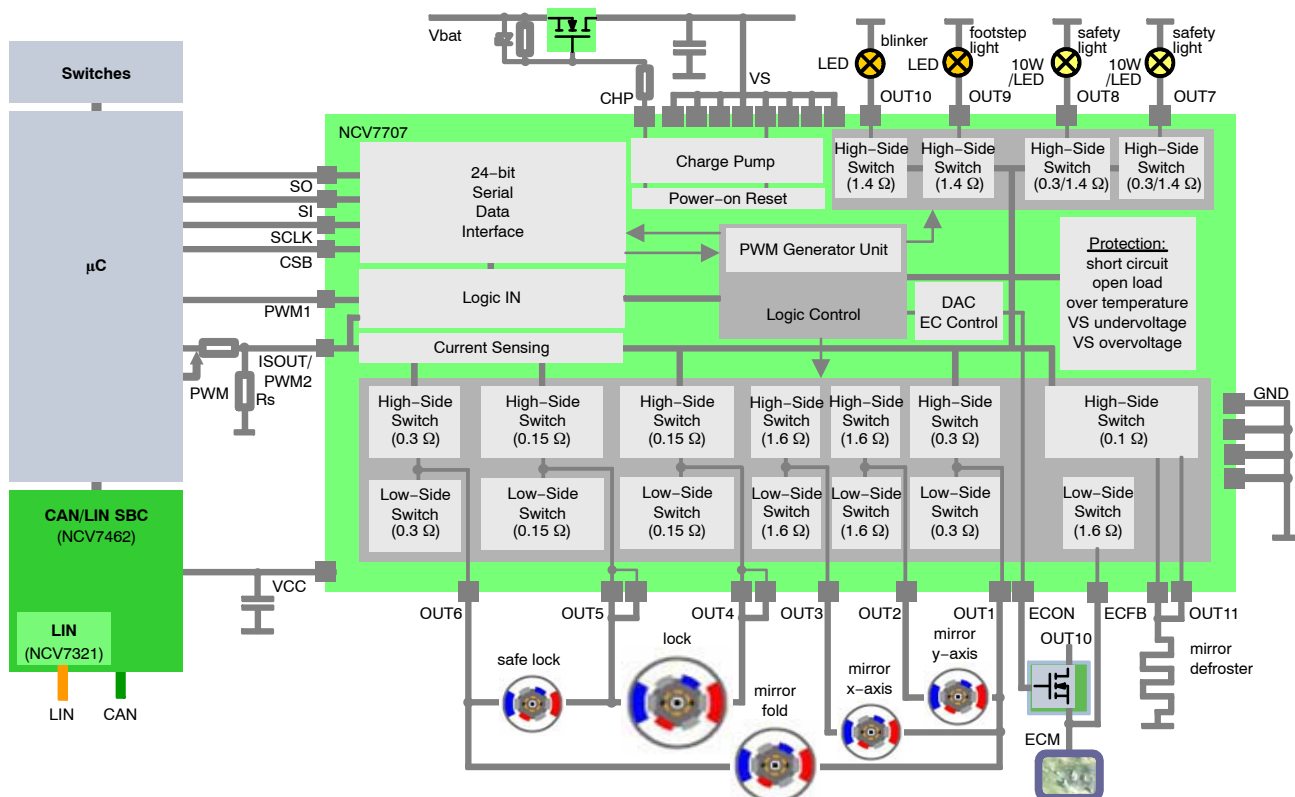 Vbat
CHP
VS
blinker
LED
OUT10
footstep
light
LED
OUT9
safety
light
10W
/LED
OUT8
safety
light
10W
/LED
OUT7
Switches
μC
NCV7707
SO
SI
SCLK
CSB
PWM1
ISOUT/
PWM2
PWM
Rs
24−bit
Serial
Data
Interface
Logic IN
Current Sensing
Charge Pump
Power−on Reset
High−Side
Switch
(1.4 Ω)
High−Side
Switch
(1.4 Ω)
High−Side
Switch
(0.3/1.4 Ω)
High−Side
Switch
(0.3/1.4 Ω)
PWM Generator Unit
Logic Control
DAC
EC Control
Protection:
short circuit
open load
over temperature
VS undervoltage
VS overvoltage
High−Side
Switch
(0.3 Ω)
High−Side
Switch
(0.15 Ω)
High−Side
Switch
(0.15 Ω)
High−Side
Switch
(1.6 Ω)
High−Side
Switch
(1.6 Ω)
High−Side
Switch
(0.3 Ω)
High−Side
Switch
(0.1 Ω)
GND
Low−Side
Switch
(0.3 Ω)
Low−Side
Switch
(0.15 Ω)
Low−Side
Switch
(0.15 Ω)
Low−Side
Switch
(1.6 Ω)
Low−Side
Switch
(1.6 Ω)
Low−Side
Switch
(0.3 Ω)
Low−Side
Switch
(1.6 Ω)
CAN/LIN SBC
(NCV7462)
LIN
(NCV7321)
LIN
CAN
VCC
OUT6
OUT5
OUT4
OUT3
OUT2
OUT1
ECON
ECFB
OUT11
safe lock
lock
mirror
fold
mirror
x−axis
mirror
y−axis
OUT10
ECM
mirror
defroster